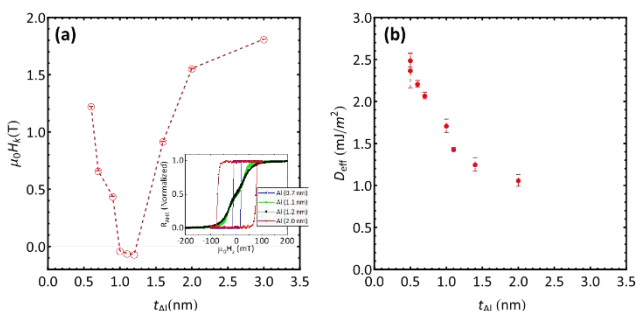 (a)
2.0
1.5
1.0
0.5
0.0
μ0Hk(T)
0.0 0.5 1.0 1.5 2.0 2.5 3.0 3.5
tAl(nm)
1.0
0.5
0.0
(Normalized)
-200 -100 0 100 200
μ0Hz (mT)
Al (0.7 nm)
Al (1.1 nm)
Al (1.2 nm)
Al (2.0 nm)
(b)
3.0
2.5
2.0
1.5
1.0
0.5
0.0
Deff (mJ/m2)
0.0 0.5 1.0 1.5 2.0 2.5 3.0 3.5
tAl (nm)